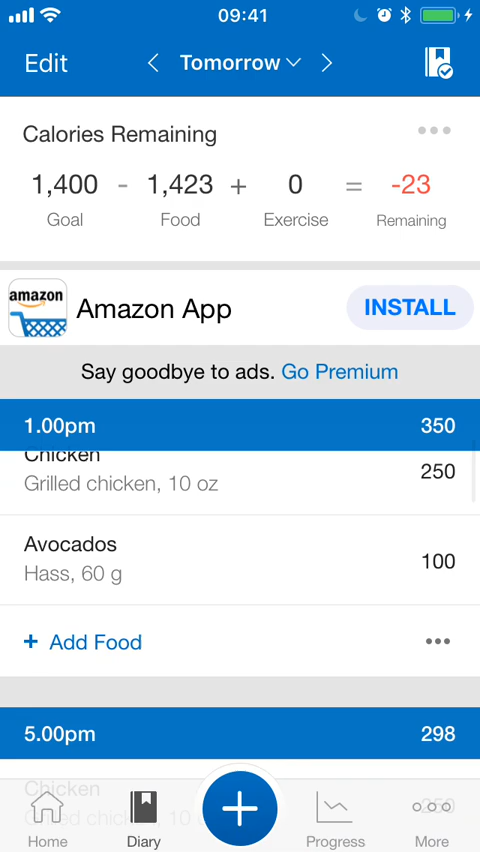 09:41
Edit
Tomorrow
Calories Remaining
1,400 - 1,423 + 0 = -23
Goal Food Exercise Remaining
amazon
Amazon App
INSTALL
Say goodbye to ads. Go Premium
1.00pm 350
Chicken
Grilled chicken, 10 oz
250
Avocados
Hass, 60 g
100
+ Add Food
5.00pm 298
Chicken
250
Home Diary Progress More